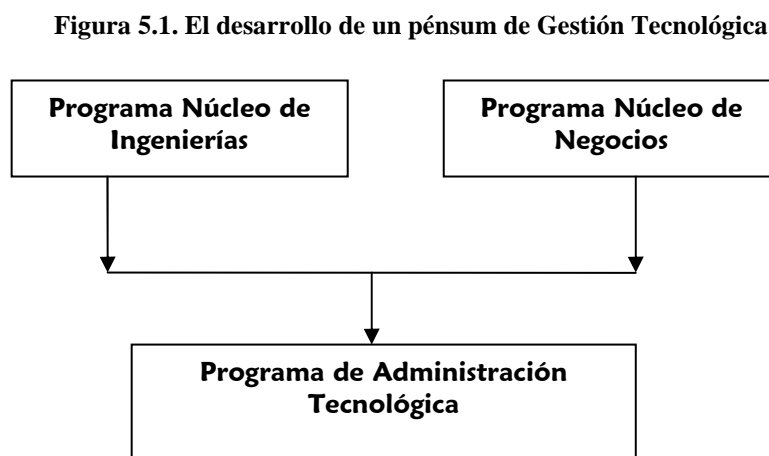 Figura 5.1. El desarrollo de un pénsum de Gestión Tecnológica
Programa Núcleo de
Ingenierías
Programa Núcleo de
Negocios
Programa de Administración
Tecnológica